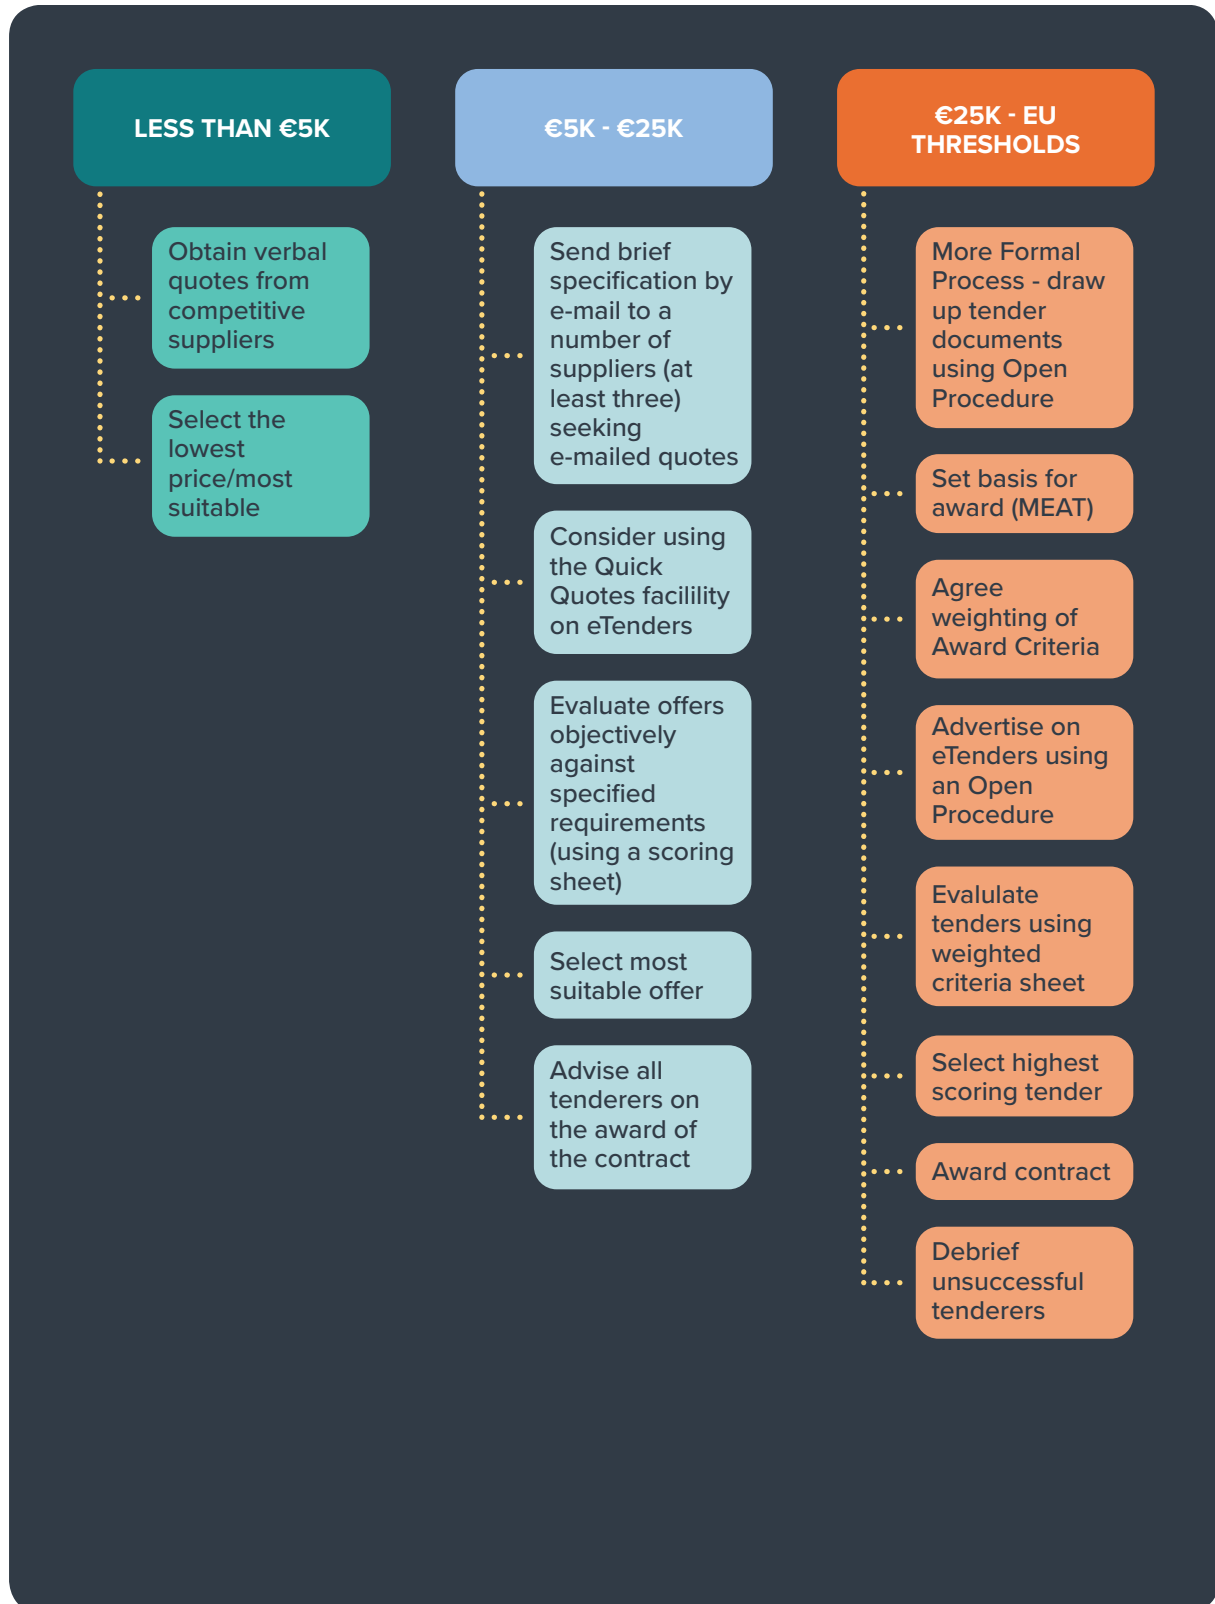 LESS THAN €5K
Obtain verbal
quotes from
competitive
suppliers
Select the
lowest
price/most
suitable
€5K - €25K
Send brief
specification by
e-mail to a
number of
suppliers (at
least three)
seeking
e-mailed quotes
Consider using
the Quick
Quotes facilility
on eTenders
Evaluate offers
objectively
against
specified
requirements
(using a scoring
sheet)
Select most
suitable offer
Advise all
tenderers on
the award of
the contract
€25K - EU
THRESHOLDS
More Formal
Process - draw
up tender
documents
using Open
Procedure
Set basis for
award (MEAT)
Agree
weighting of
Award Criteria
Advertise on
eTenders using
an Open
Procedure
Evalulate
tenders using
weighted
criteria sheet
Select highest
scoring tender
Award contract
Debrief
unsuccessful
tenderers